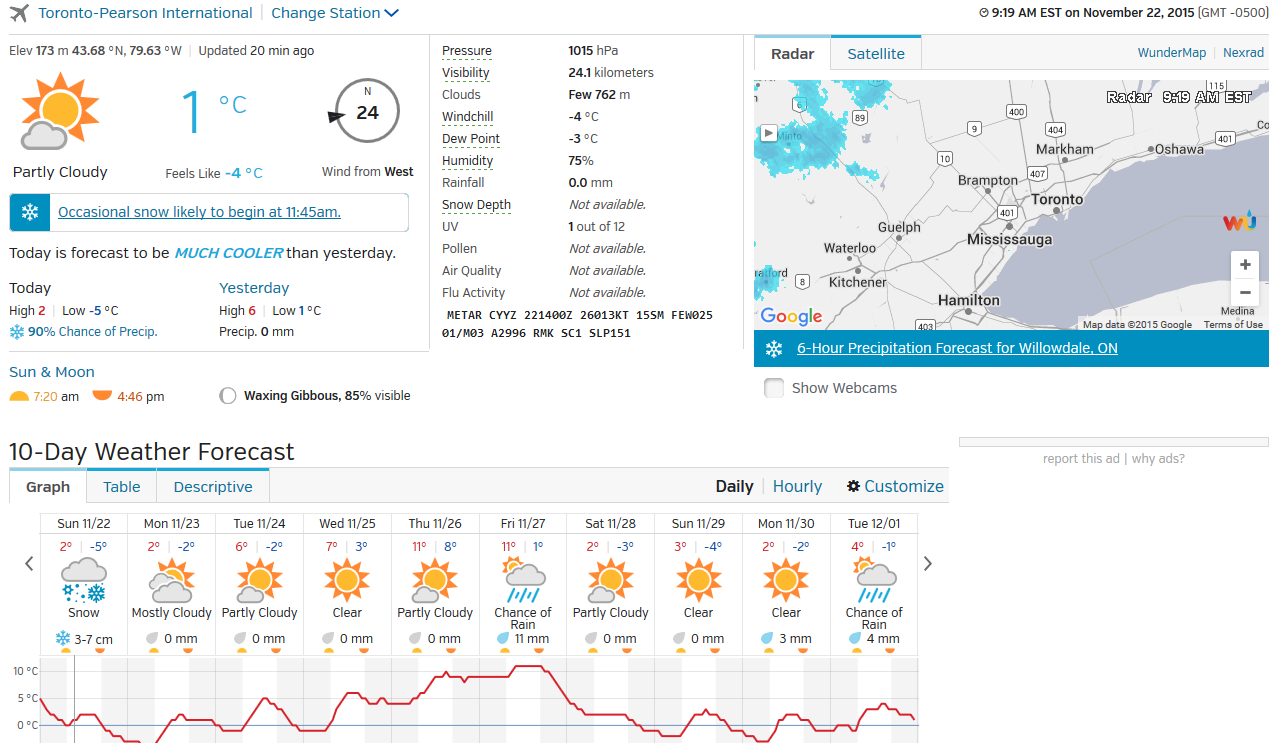 Toronto-Pearson International | Change Station
9:19 AM EST on November 22, 2015 (GMT -0500)
Elev 173 m 43.68 °N, 79.63 °W | Updated 20 min ago
1 °C
N
24
Partly Cloudy
Feels Like -4 °C
Wind from West
Occasional snow likely to begin at 11:45am.
Today is forecast to be MUCH COOLER than yesterday.
Today
High 2 | Low -5 °C
90% Chance of Precip.
Yesterday
High 6 | Low 1 °C
Precip. 0 mm
Sun & Moon
7:20 am
4:46 pm
Waxing Gibbous, 85% visible
Pressure 1015 hPa
Visibility 24.1 kilometers
Clouds Few 762 m
Windchill -4 °C
Dew Point -3 °C
Humidity 75%
Rainfall 0.0 mm
Snow Depth Not available.
UV 1 out of 12
Pollen Not available.
Air Quality Not available.
Flu Activity Not available.
METAR CYYZ 221400Z 26013KT 15SM FEW025
01/M03 A2996 RMK SC1 SLP151
Radar
Satellite
WunderMap | Nexrad
115
Radar 9:19 AM EST
6
89
400
9
404
401
Co
Minto
Markham
Oshawa
10
407
Brampton
Toronto
401
Guelph
Mississauga
wu
Waterloo
ratford
8
Kitchener
+
−
Hamilton
Medina
Google
403
Map data ©2015 Google Terms of Use
6-Hour Precipitation Forecast for Willowdale, ON
Show Webcams
10-Day Weather Forecast
report this ad | why ads?
Graph
Table
Descriptive
Daily | Hourly
Customize
Sun 11/22 Mon 11/23 Tue 11/24 Wed 11/25 Thu 11/26 Fri 11/27 Sat 11/28 Sun 11/29 Mon 11/30 Tue 12/01
2° | -5° 2° | -2° 6° | -2° 7° | 3° 11° | 8° 11° | 1° 2° | -3° 3° | -4° 2° | -2° 4° | -1°
Snow Mostly Cloudy Partly Cloudy Clear Partly Cloudy Chance of Rain Partly Cloudy Clear Clear Chance of Rain
3-7 cm 0 mm 0 mm 0 mm 0 mm 11 mm 0 mm 0 mm 3 mm 4 mm
10 °C
5 °C
0 °C